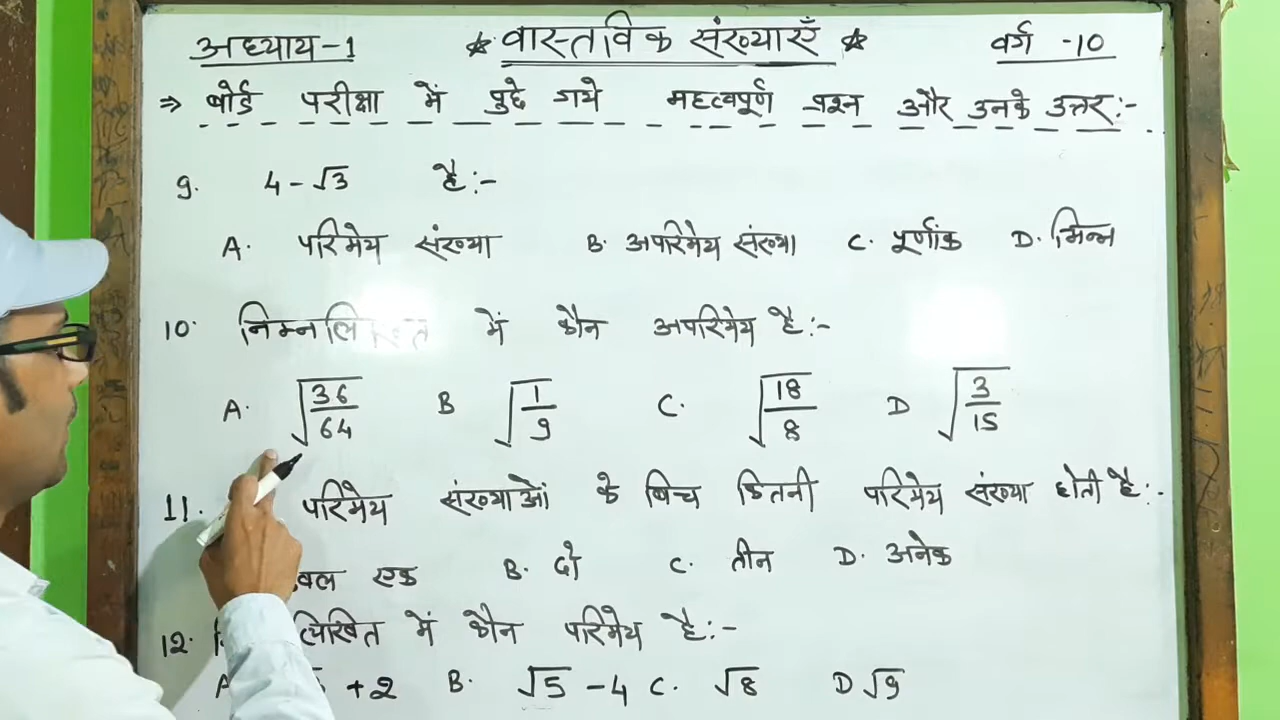 अध्याय-1 ☆ वास्तविक संख्याएँ ☆ वर्ग -10
⇒ बोर्ड परीक्षा में पुछे गये महत्वपूर्ण प्रश्न और उनके उत्तर:-
9. 4-√3 है:-
A. परिमेय संख्या B. अपरिमेय संख्या C. पूर्णांक D. भिन्न
10. निम्नलिखित में कौन अपरिमेय है:-
A. √(36/64) B √(1/9) C. √(18/8) D √(3/15)
11. परिमेय संख्याओं के बिच कितनी परिमेय संख्या होती है:-
एक B. दो C. तीन D. अनेक
12. में कौन परिमेय है:-
+2 B. √5 -4 C. √8 D √9